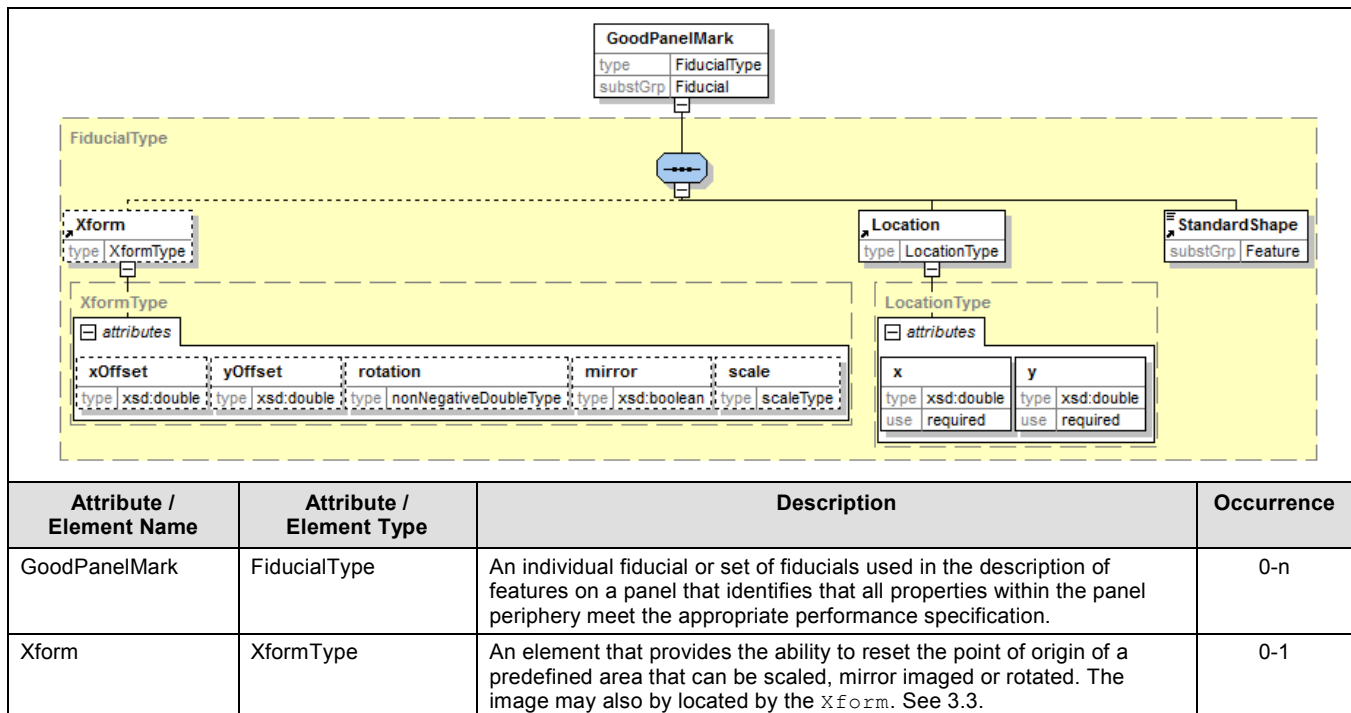 GoodPanelMark
type FiducialType
substGrp Fiducial
FiducialType
Xform
type XformType
Location
type LocationType
StandardShape
substGrp Feature
XformType
attributes
xOffset
type xsd:double
yOffset
type xsd:double
rotation
type nonNegativeDoubleType
mirror
type xsd:boolean
scale
type scaleType
LocationType
attributes
x
type xsd:double
use required
y
type xsd:double
use required
Attribute / Element Name
Attribute / Element Type
Description
Occurrence
GoodPanelMark
FiducialType
An individual fiducial or set of fiducials used in the description of
features on a panel that identifies that all properties within the panel
periphery meet the appropriate performance specification.
0-n
Xform
XformType
An element that provides the ability to reset the point of origin of a
predefined area that can be scaled, mirror imaged or rotated. The
image may also by located by the Xform. See 3.3.
0-1